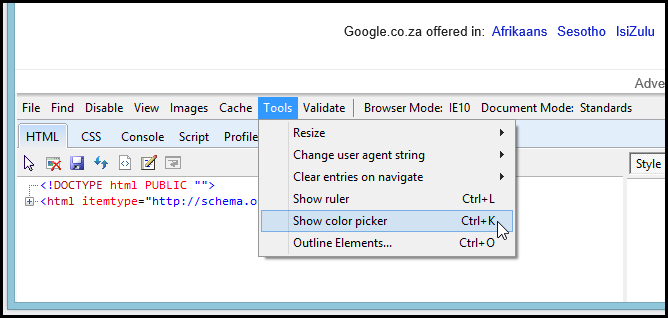 Google.co.za offered in: Afrikaans Sesotho IsiZulu
Adve
File Find Disable View Images Cache Tools Validate Browser Mode: IE10 Document Mode: Standards
HTML CSS Console Script Profile
Style
Resize
Change user agent string
Clear entries on navigate
Show ruler Ctrl+L
Show color picker Ctrl+K
Outline Elements... Ctrl+O
<!DOCTYPE html PUBLIC "">
<html itemtype="http://schema.o